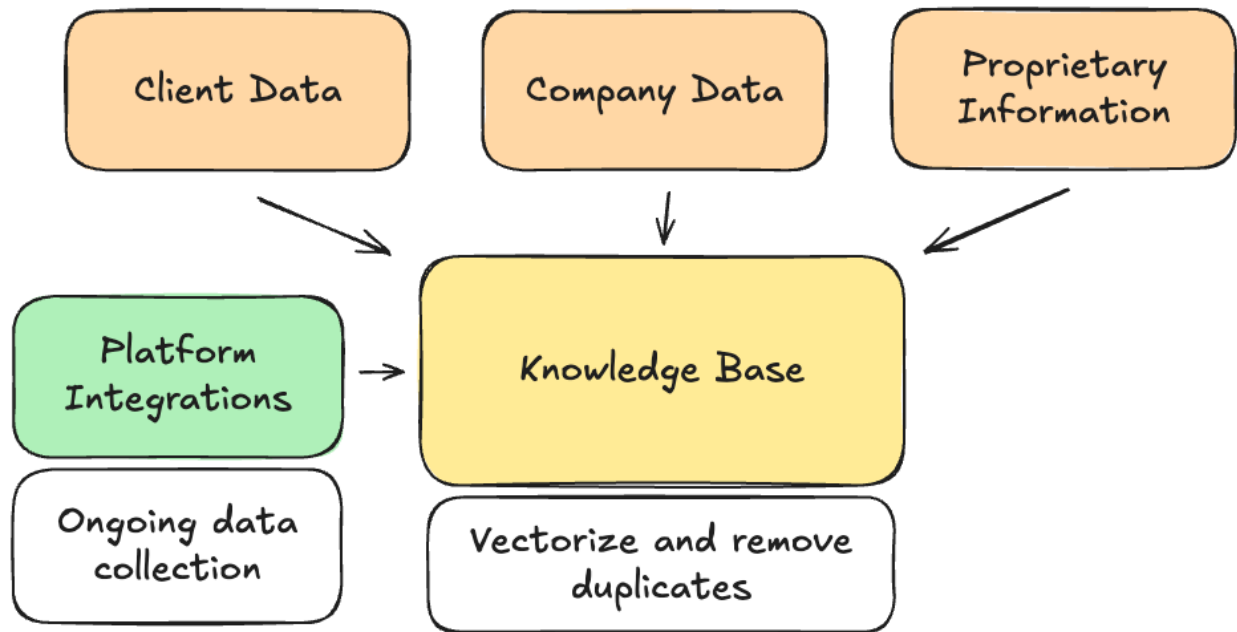 Client Data
Company Data
Proprietary
Information
Platform
Integrations
Knowledge Base
Ongoing data
collection
Vectorize and remove
duplicates